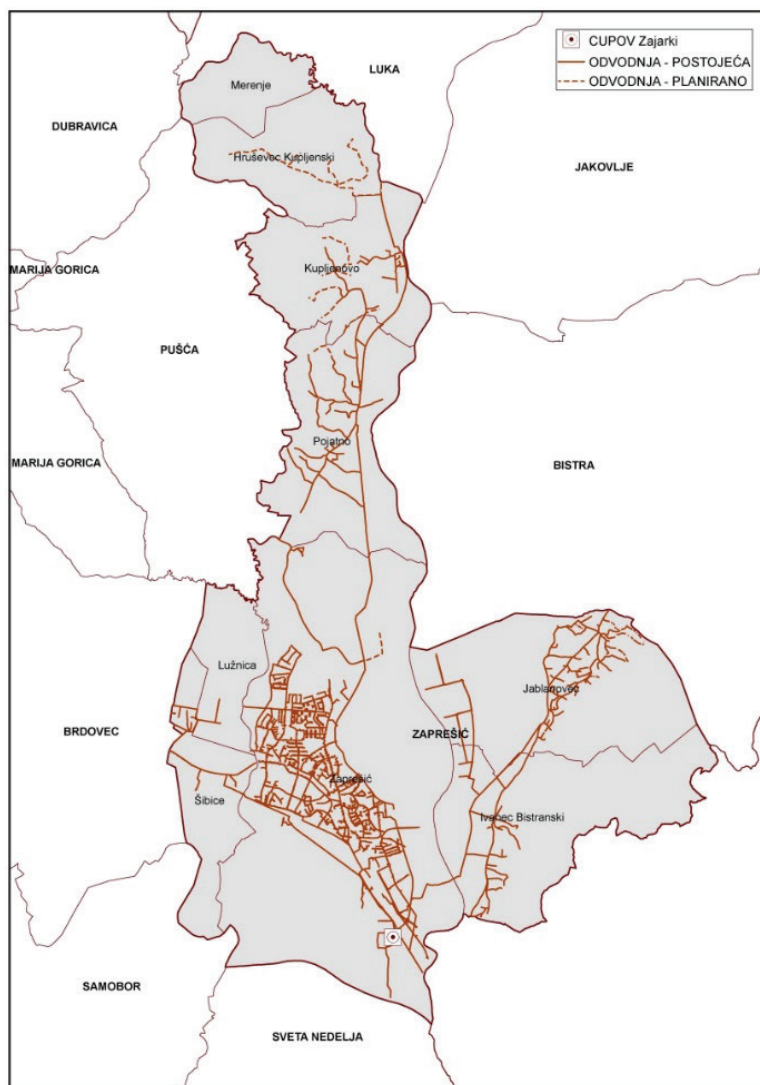 CUPOV Zajarki
ODVODNJA - POSTOJEĆA
ODVODNJA - PLANIRANO
LUKA
Merenje
DUBRAVICA
Hruševec Kupljenski
JAKOVLJE
Kupljenovo
MARIJA GORICA
PUŠĆA
Pojatno
MARIJA GORICA
BISTRA
Lužnica
Jablanovec
BRDOVEC
ZAPREŠIĆ
Zaprešić
Šibice
Ivanec Bistranski
SAMOBOR
SVETA NEDELJA